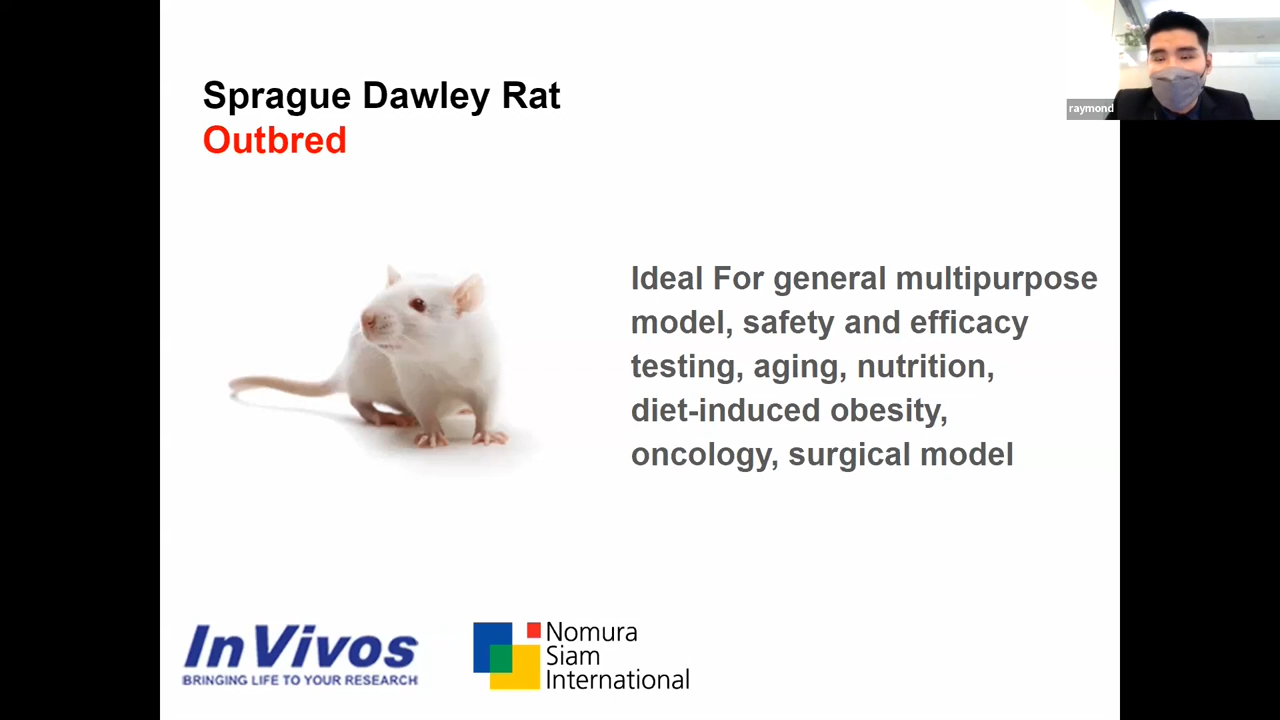 Sprague Dawley Rat
Outbred
raymond
Ideal For general multipurpose
model, safety and efficacy
testing, aging, nutrition,
diet-induced obesity,
oncology, surgical model
InVivos
BRINGING LIFE TO YOUR RESEARCH
Nomura
Siam
International